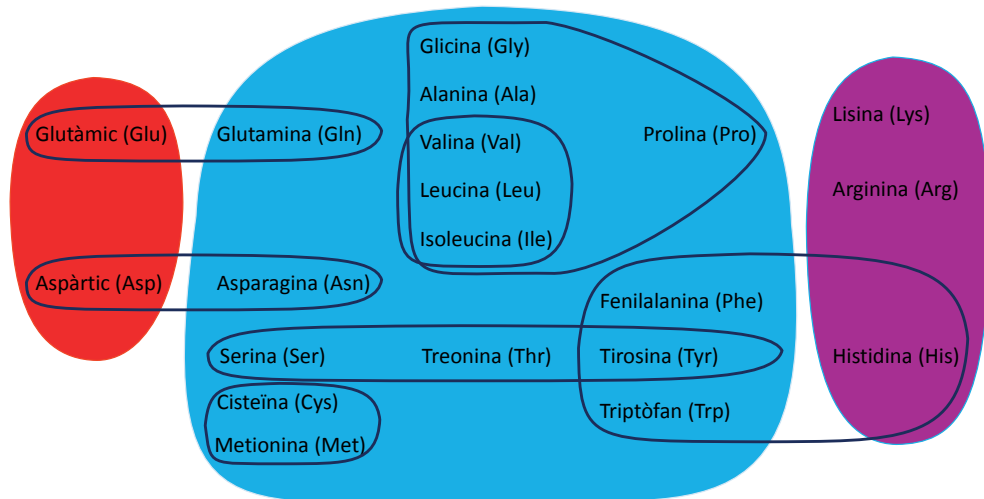 Glicina (Gly)
Alanina (Ala)
Lisina (Lys)
Glutàmic (Glu)
Glutamina (Gln)
Valina (Val)
Prolina (Pro)
Leucina (Leu)
Arginina (Arg)
Isoleucina (Ile)
Aspàrtic (Asp)
Asparagina (Asn)
Fenilalanina (Phe)
Serina (Ser)
Treonina (Thr)
Tirosina (Tyr)
Histidina (His)
Cisteïna (Cys)
Triptòfan (Trp)
Metionina (Met)